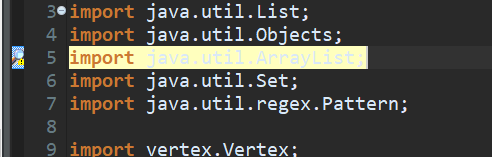 3 import java.util.List;
4 import java.util.Objects;
5 import java.util.ArrayList;
6 import java.util.Set;
7 import java.util.regex.Pattern;
8
9 import vertex.Vertex;